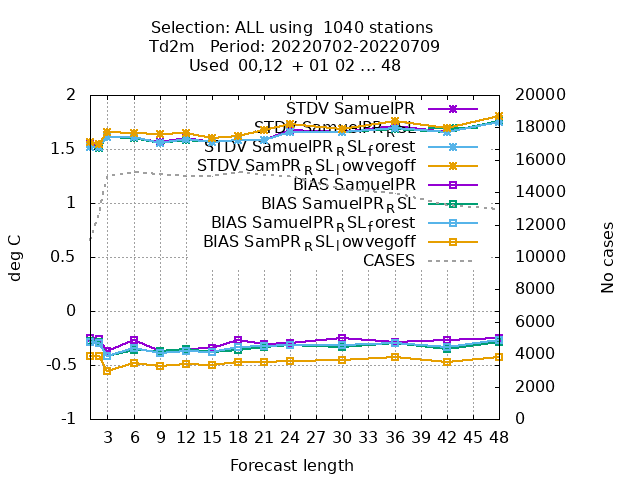 Selection: ALL using 1040 stations
Td2m Period: 20220702-20220709
Used 00,12 + 01 02 ... 48
2
1.5
1
0.5
0
-0.5
-1
deg C
20000
18000
16000
14000
12000
10000
8000
6000
4000
2000
0
No cases
STDV SamuelPR
STDV SamuelPR_RSL
STDV SamuelPR_RSL_forest
STDV SamPR_RSL_lowvegoff
BIAS SamuelPR
BIAS SamuelPR_RSL
BIAS SamuelPR_RSL_forest
BIAS SamPR_RSL_lowvegoff
CASES
3 6 9 12 15 18 21 24 27 30 33 36 39 42 45 48
Forecast length